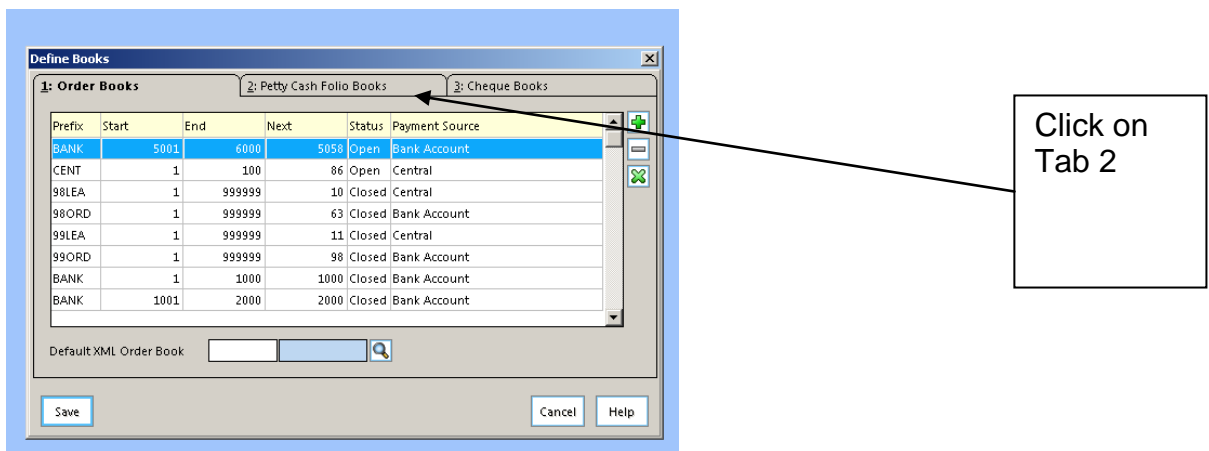 Define Books
1: Order Books 2: Petty Cash Folio Books 3: Cheque Books
Prefix Start End Next Status Payment Source
BANK 5001 6000 5058 Open Bank Account
CENT 1 100 86 Open Central
98LEA 1 999999 10 Closed Central
98ORD 1 999999 63 Closed Bank Account
99LEA 1 999999 11 Closed Central
99ORD 1 999999 98 Closed Bank Account
BANK 1 1000 1000 Closed Bank Account
BANK 1001 2000 2000 Closed Bank Account
Default XML Order Book
Save Cancel Help
Click on
Tab 2